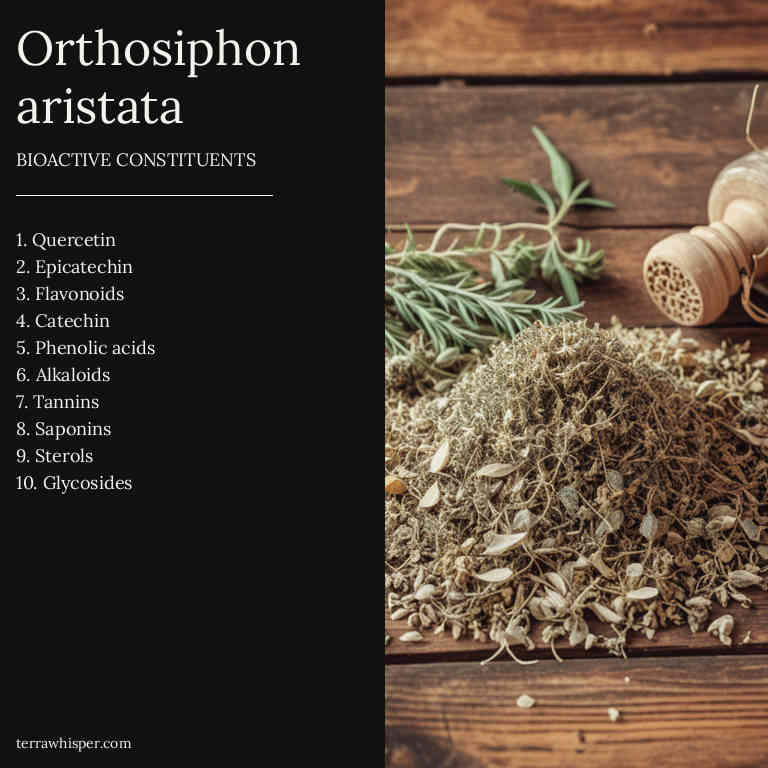 Orthosiphon
aristata
BIOACTIVE CONSTITUENTS
1. Quercetin
2. Epicatechin
3. Flavonoids
4. Catechin
5. Phenolic acids
6. Alkaloids
7. Tannins
8. Saponins
9. Sterols
10. Glycosides
terrawhisper.com